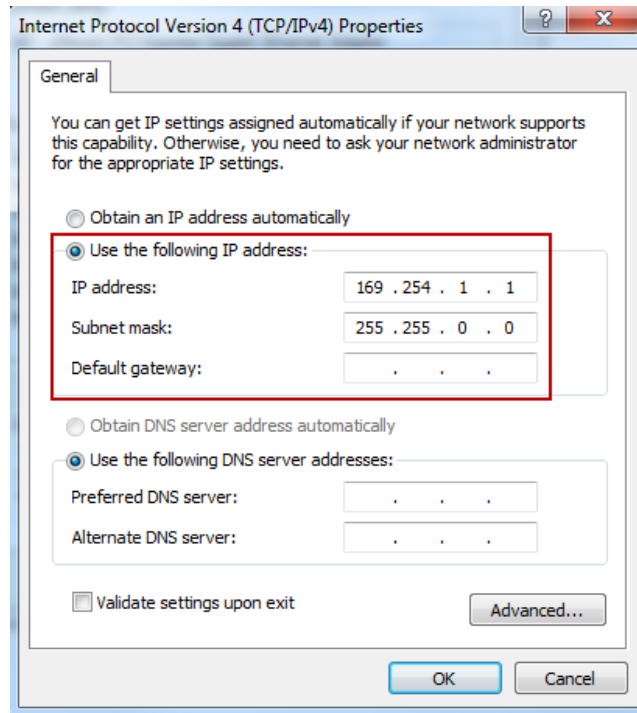 Internet Protocol Version 4 (TCP/IPv4) Properties
General
You can get IP settings assigned automatically if your network supports
this capability. Otherwise, you need to ask your network administrator
for the appropriate IP settings.
Obtain an IP address automatically
Use the following IP address:
IP address: 169 . 254 . 1 . 1
Subnet mask: 255 . 255 . 0 . 0
Default gateway: . . .
Obtain DNS server address automatically
Use the following DNS server addresses:
Preferred DNS server: . . .
Alternate DNS server: . . .
Validate settings upon exit
Advanced...
OK Cancel